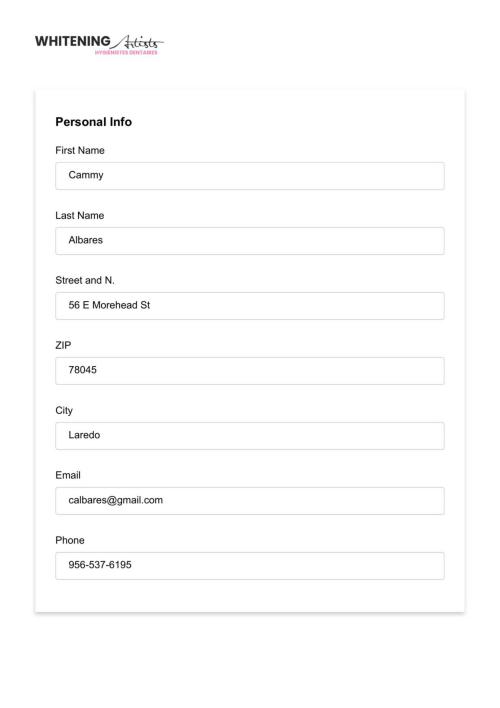 WHITENING Artists
HYGIÉNISTES DENTAIRES
Personal Info
First Name
Cammy
Last Name
Albares
Street and N.
56 E Morehead St
ZIP
78045
City
Laredo
Email
calbares@gmail.com
Phone
956-537-6195